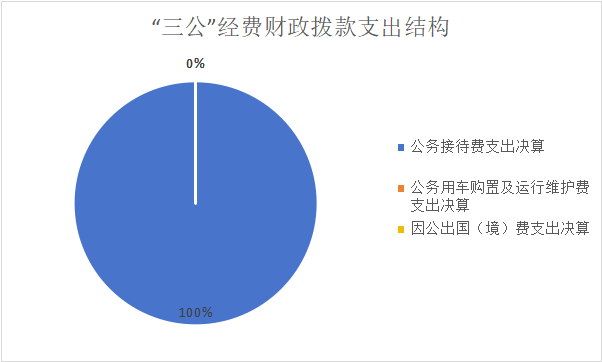 “三公”经费财政拨款支出结构
0%
100%
公务接待费支出决算
公务用车购置及运行维护费
支出决算
因公出国（境）费支出决算